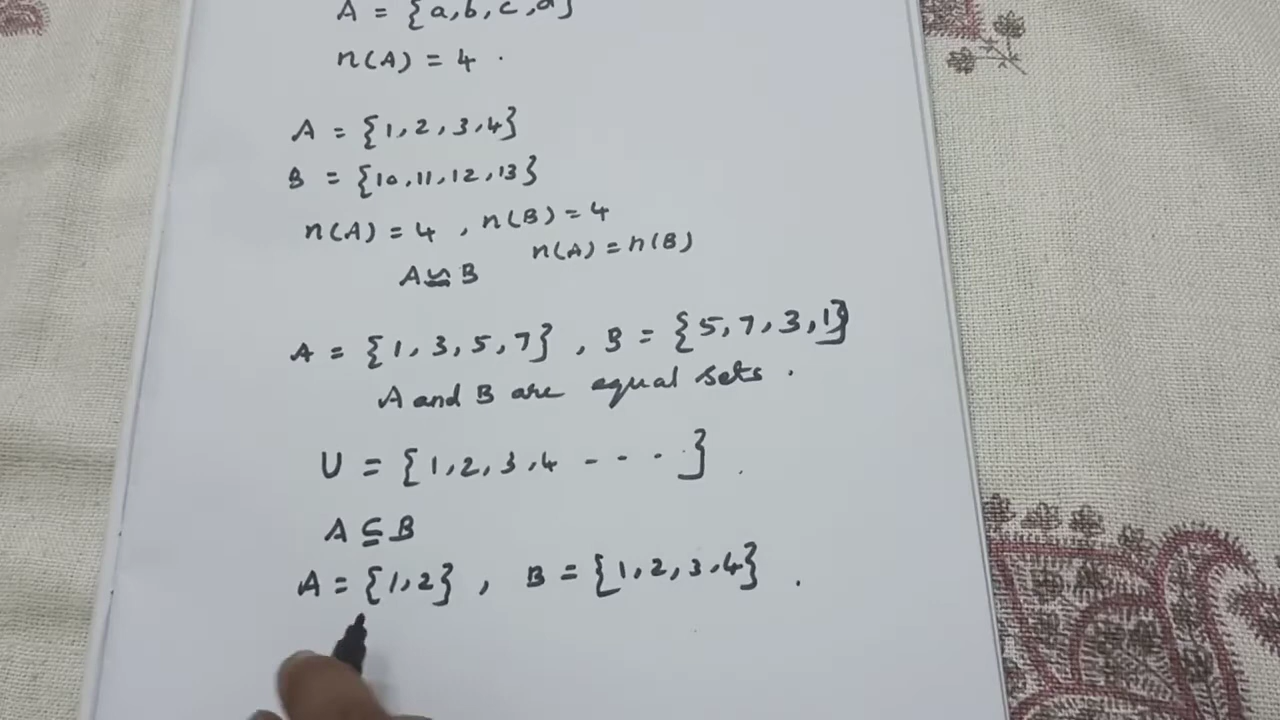 A = {a, b, c, d}
n(A) = 4 .
A = {1, 2, 3, 4}
B = {10, 11, 12, 13}
n(A) = 4 , n(B) = 4
n(A) = n(B)
A ≌ B
A = {1, 3, 5, 7} , B = {5, 7, 3, 1}
A and B are equal sets .
U = {1, 2, 3, 4 - - - . . } .
A ⊆ B
A = {1, 2} , B = {1, 2, 3, 4} .